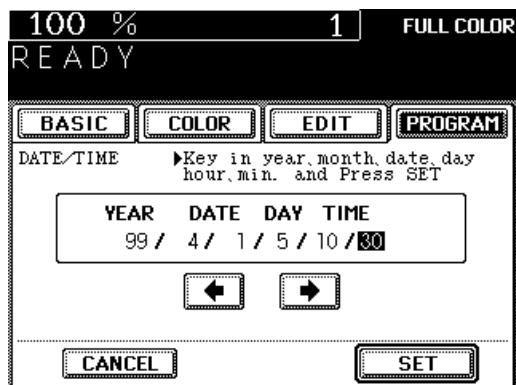 100 % 1 FULL COLOR
READY
BASIC COLOR EDIT PROGRAM
DATE/TIME ▶Key in year、month、date、day
hour、min. and Press SET
YEAR DATE DAY TIME
99 / 4 / 1 / 5 / 10 / 30
CANCEL SET